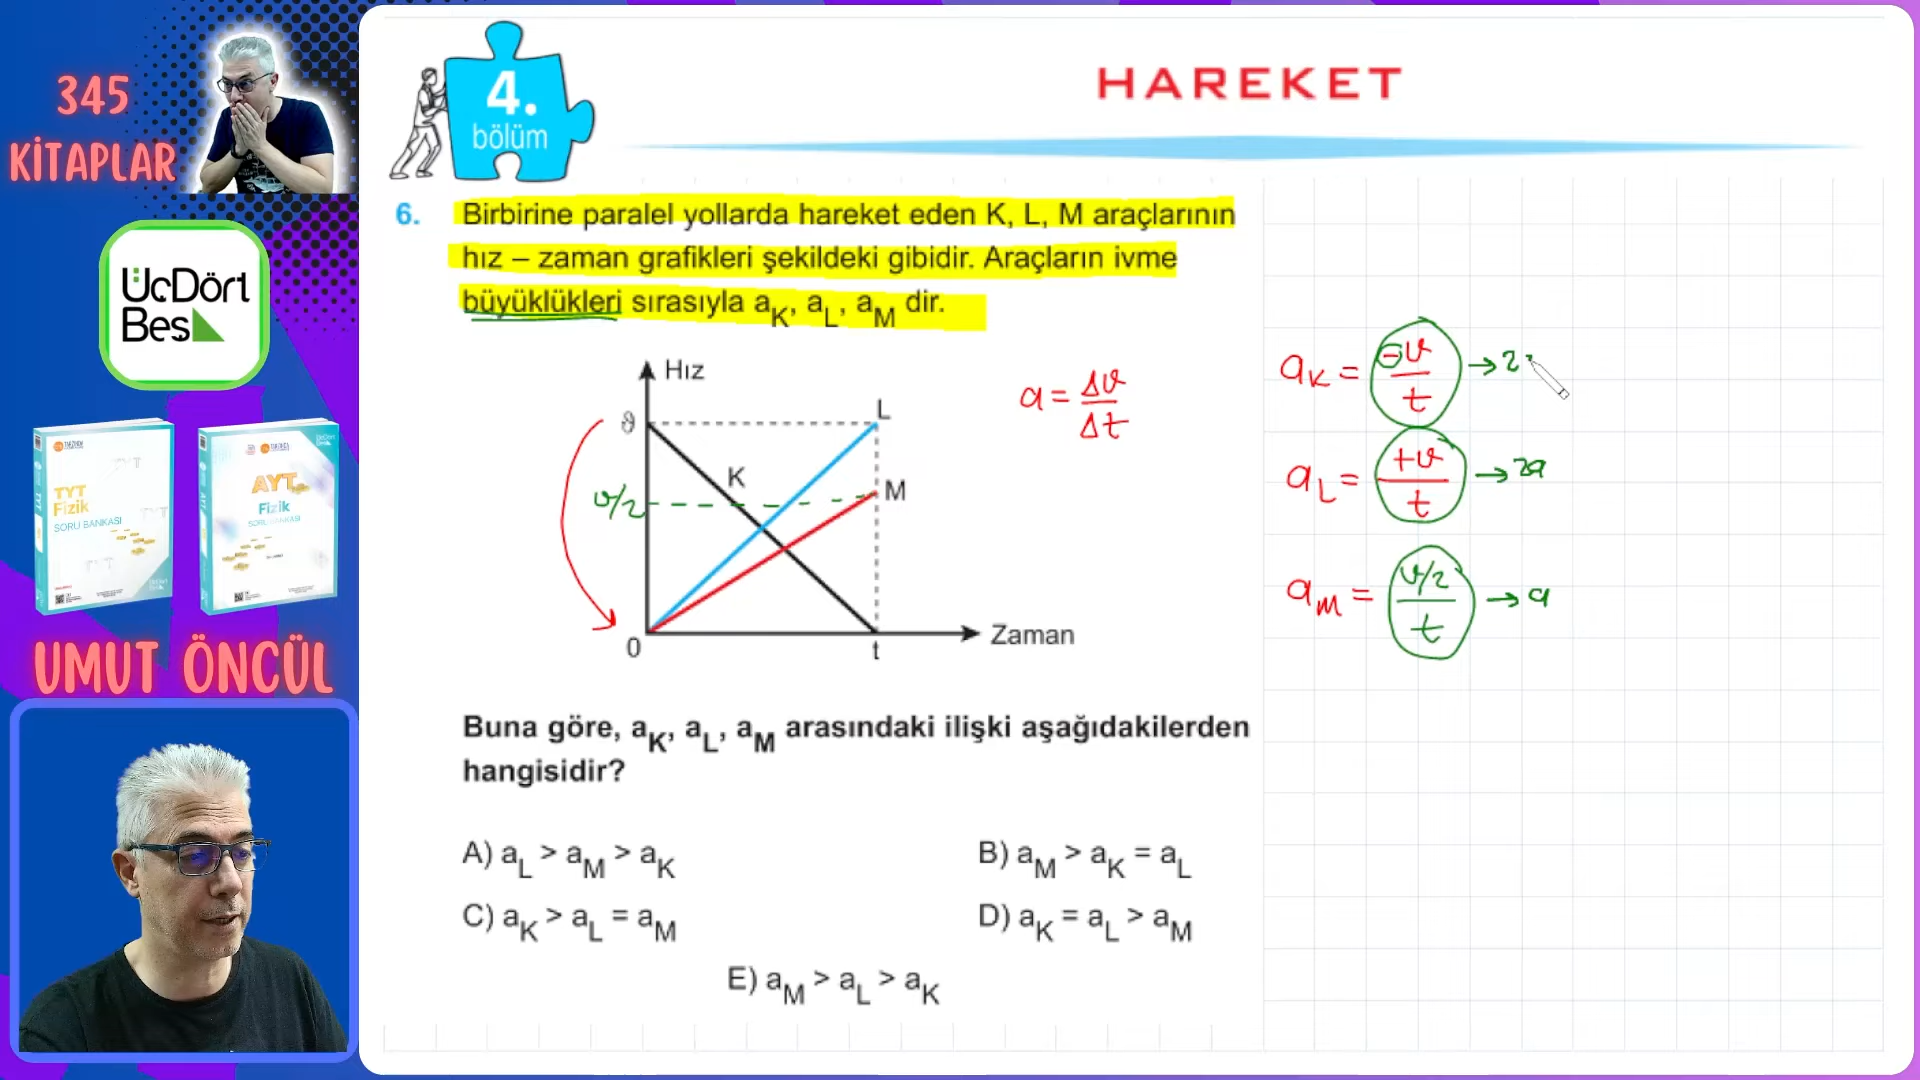 345
KİTAPLAR
ÜçDört
Beş
TYT
Fizik
SORU BANKASI
AYT
Fizik
SORU BANKASI
UMUT ÖNCÜL
4.
bölüm
HAREKET
6. Birbirine paralel yollarda hareket eden K, L, M araçlarının
hız – zaman grafikleri şekildeki gibidir. Araçların ivme
büyüklükleri sırasıyla aK, aL, aM dir.
Hız
ϑ
L
K
M
v/2
0
t
Zaman
a = Δv/Δt
aK = -v/t → 2
aL = +v/t → 2a
aM = v/2/t → a
Buna göre, aK, aL, aM arasındaki ilişki aşağıdakilerden
hangisidir?
A) aL > aM > aK
B) aM > aK = aL
C) aK > aL = aM
D) aK = aL > aM
E) aM > aL > aK